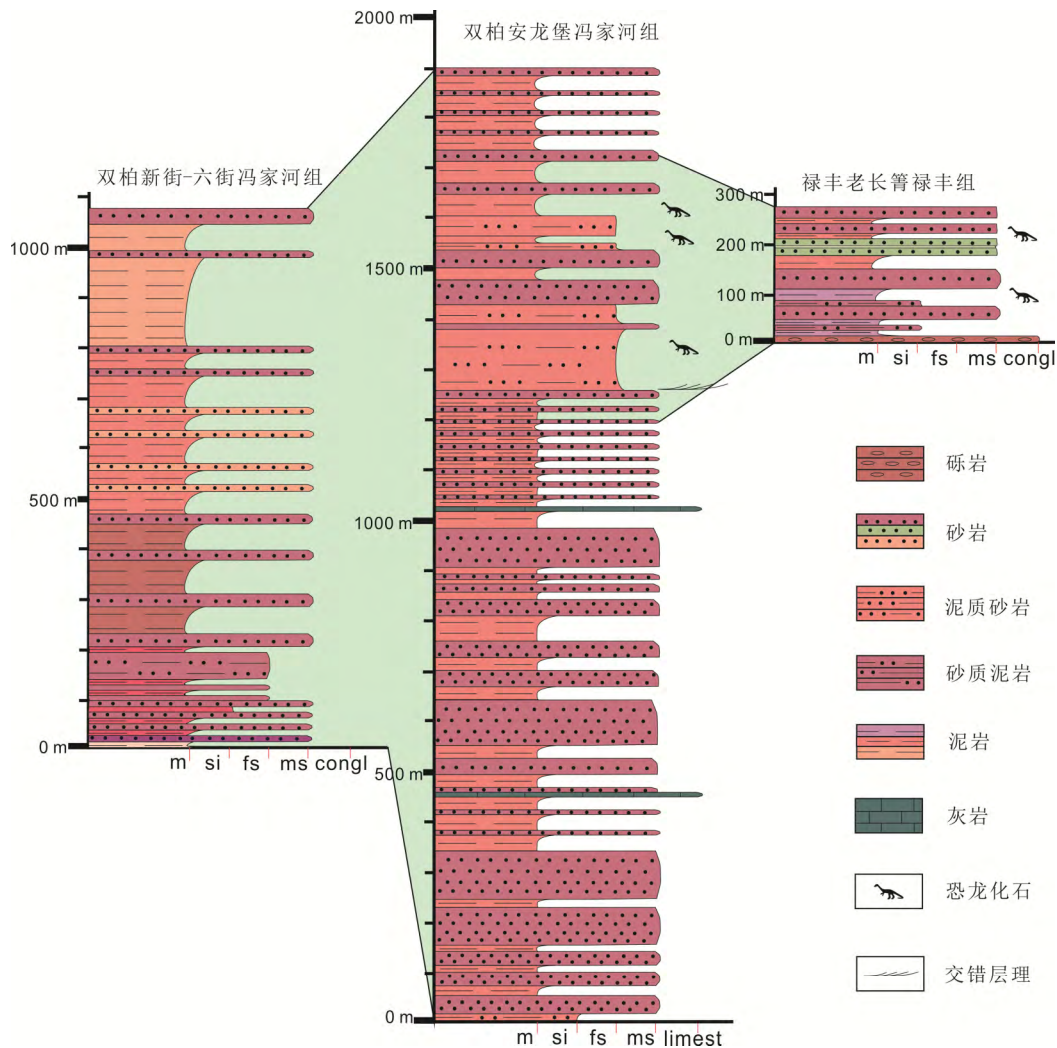 双柏新街-六街冯家河组
1000 m
500 m
0 m
m si fs ms congl
双柏安龙堡冯家河组
2000 m
1500 m
1000 m
500 m
0 m
m si fs ms limest
禄丰老长箐禄丰组
300 m
200 m
100 m
0 m
m si fs ms congl
砾岩
砂岩
泥质砂岩
砂质泥岩
泥岩
灰岩
恐龙化石
交错层理